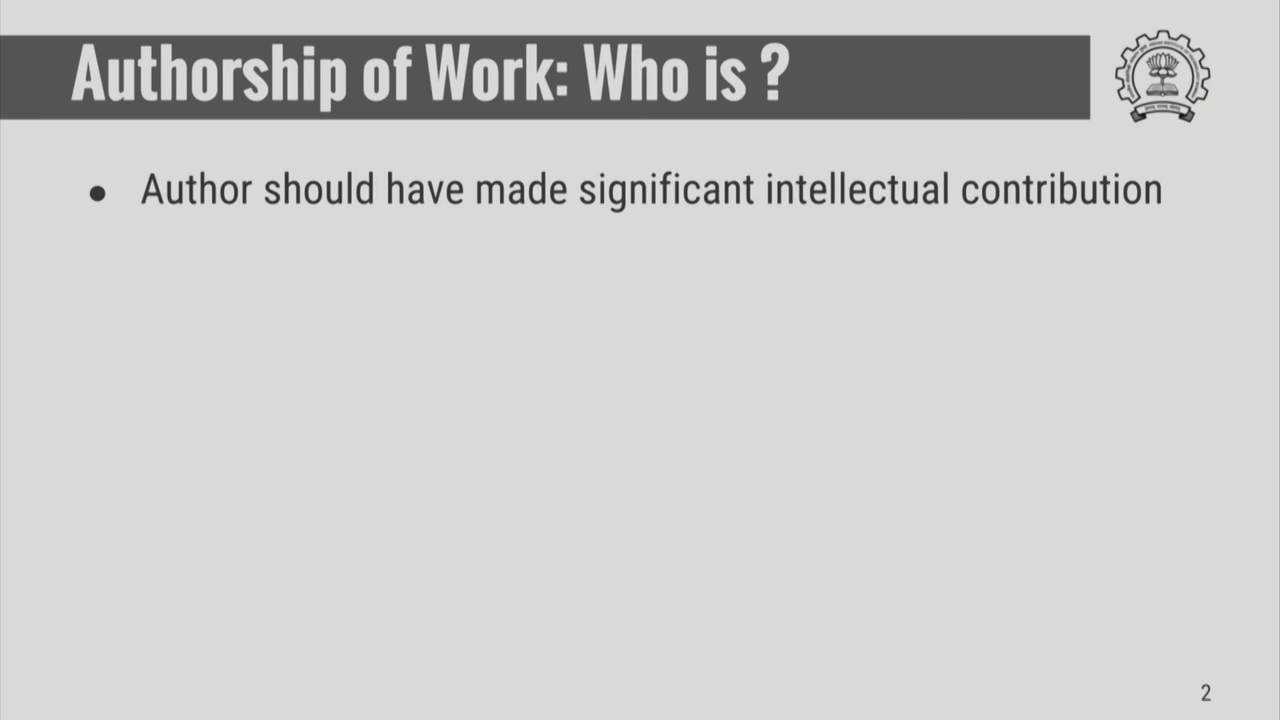 Authorship of Work: Who is ?
● Author should have made significant intellectual contribution
2